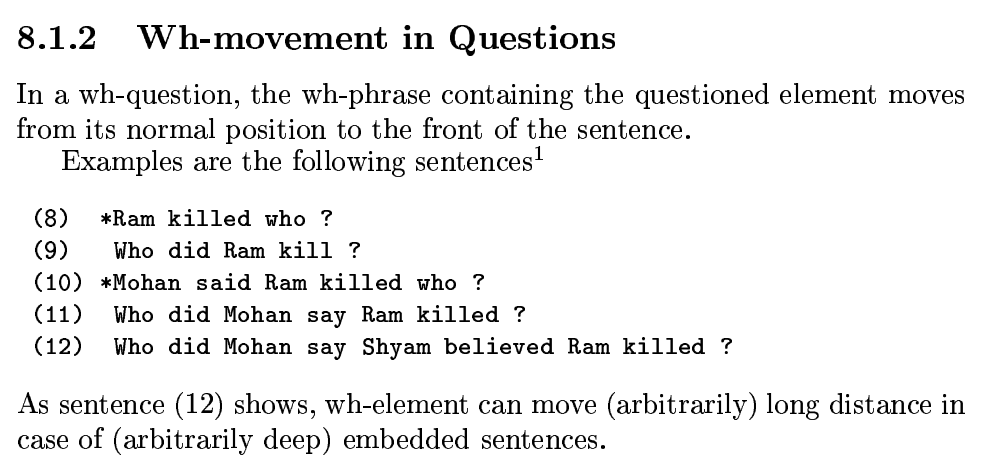 8.1.2 Wh-movement in Questions
In a wh-question, the wh-phrase containing the questioned element moves
from its normal position to the front of the sentence.
Examples are the following sentences1
(8) *Ram killed who ?
(9) Who did Ram kill ?
(10) *Mohan said Ram killed who ?
(11) Who did Mohan say Ram killed ?
(12) Who did Mohan say Shyam believed Ram killed ?
As sentence (12) shows, wh-element can move (arbitrarily) long distance in
case of (arbitrarily deep) embedded sentences.